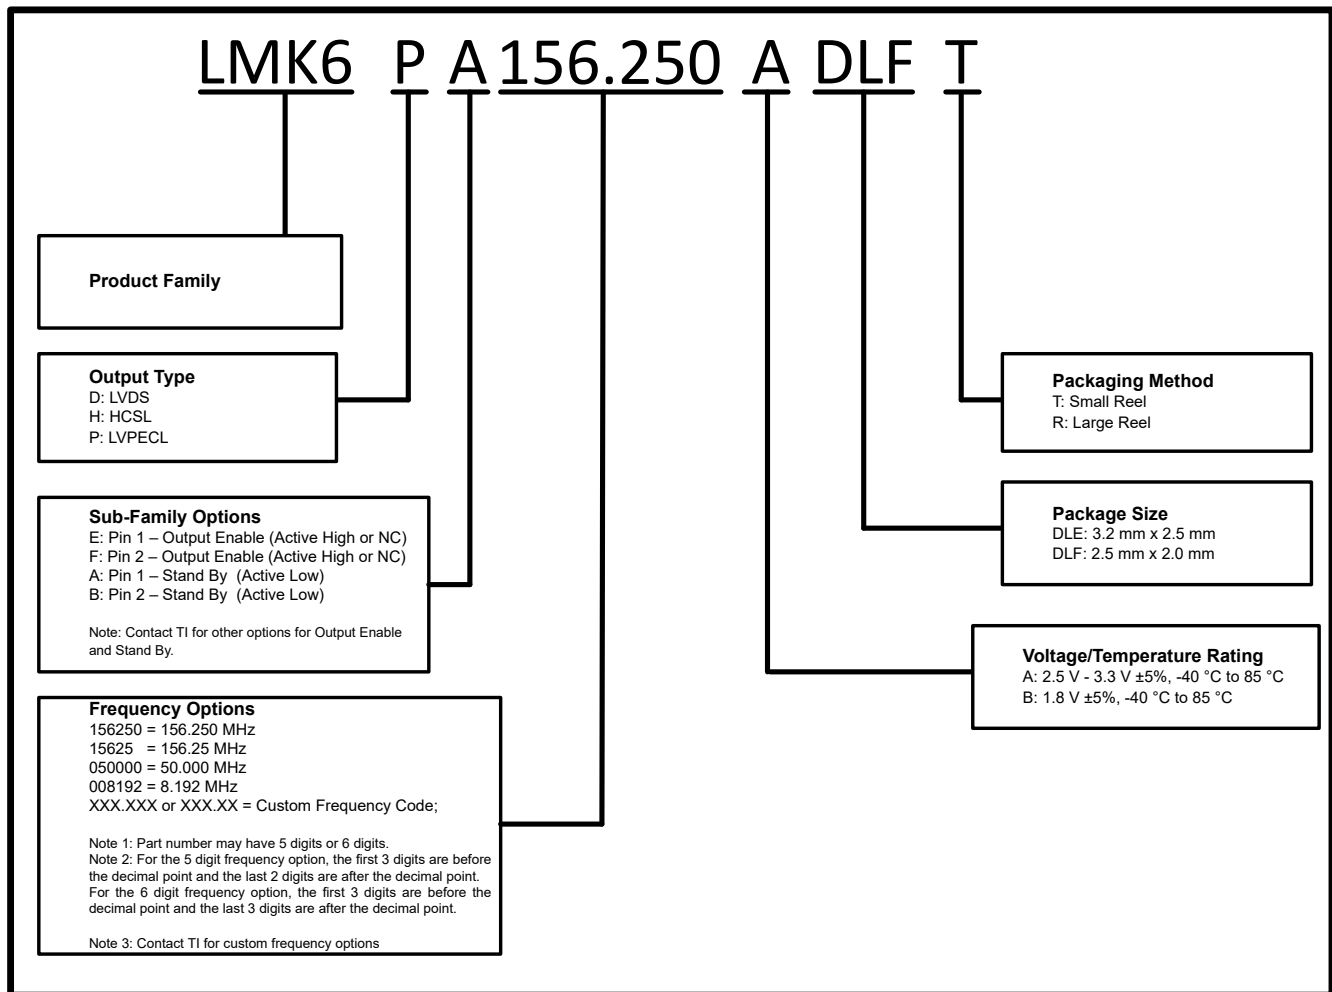 LMK6 P A 156.250 A DLF T
Product Family
Output Type
D: LVDS
H: HCSL
P: LVPECL
Sub-Family Options
E: Pin 1 – Output Enable (Active High or NC)
F: Pin 2 – Output Enable (Active High or NC)
A: Pin 1 – Stand By (Active Low)
B: Pin 2 – Stand By (Active Low)
Note: Contact TI for other options for Output Enable
and Stand By.
Frequency Options
156250 = 156.250 MHz
15625 = 156.25 MHz
050000 = 50.000 MHz
008192 = 8.192 MHz
XXX.XXX or XXX.XX = Custom Frequency Code;
Note 1: Part number may have 5 digits or 6 digits.
Note 2: For the 5 digit frequency option, the first 3 digits are before
the decimal point and the last 2 digits are after the decimal point.
For the 6 digit frequency option, the first 3 digits are before the
decimal point and the last 3 digits are after the decimal point.
Note 3: Contact TI for custom frequency options
Packaging Method
T: Small Reel
R: Large Reel
Package Size
DLE: 3.2 mm x 2.5 mm
DLF: 2.5 mm x 2.0 mm
Voltage/Temperature Rating
A: 2.5 V - 3.3 V ±5%, -40 °C to 85 °C
B: 1.8 V ±5%, -40 °C to 85 °C